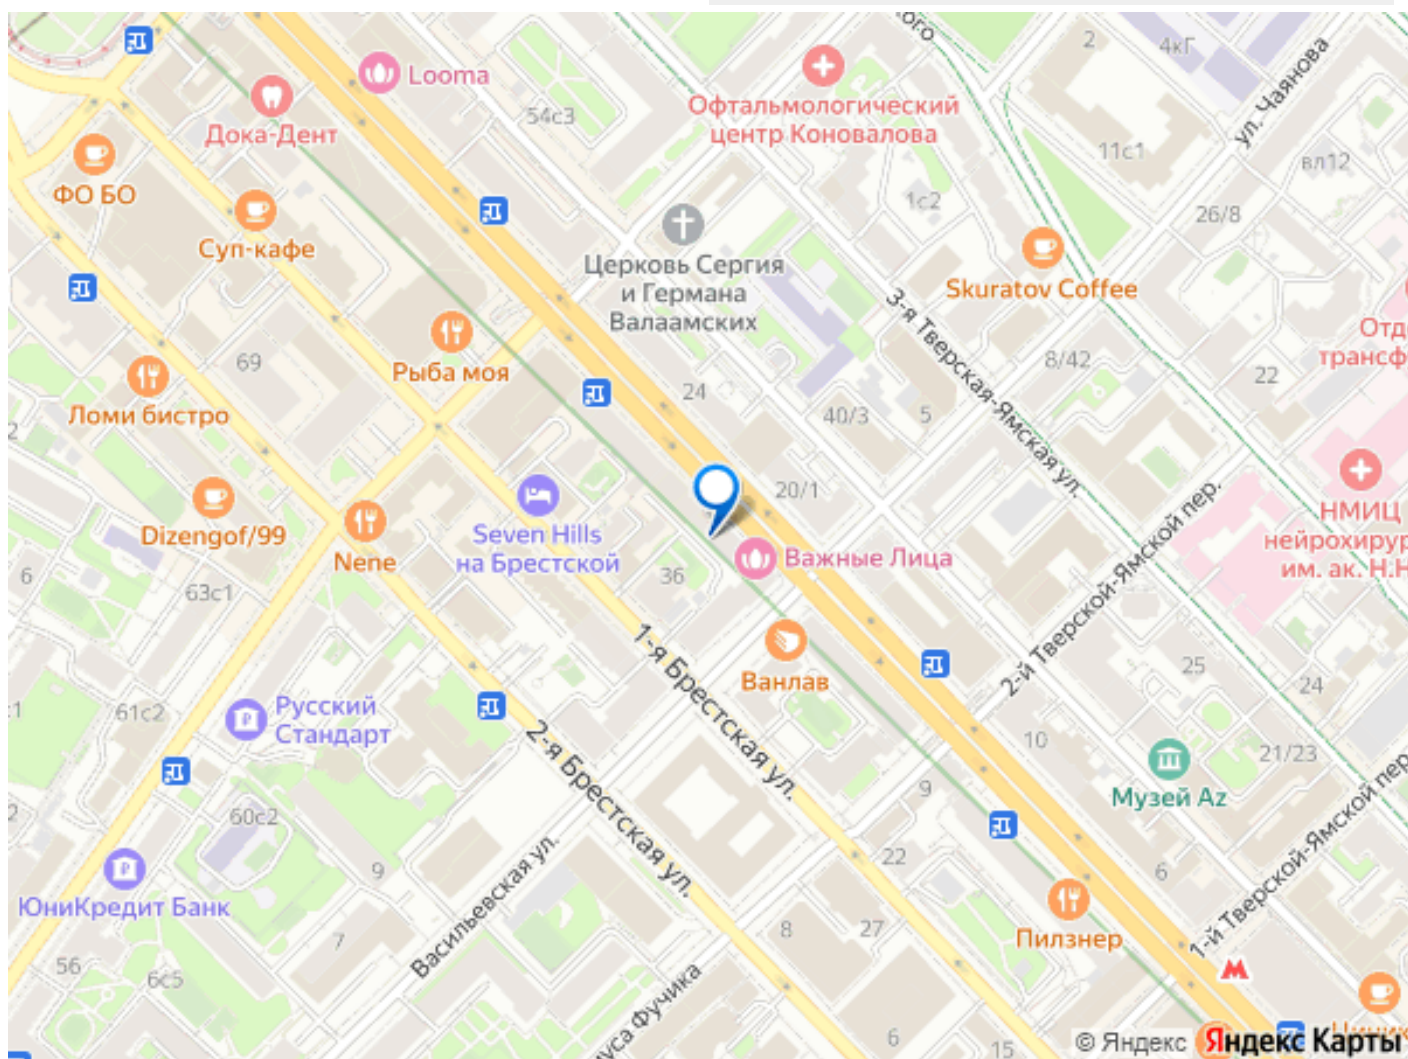 2
4кГ
ул. Чаянова
Looma
Офтальмологический
центр Коновалова
54с3
Дока-Дент
11с1
вл12
ФО БО
1с2
26/8
Суп-кафе
Церковь Сергия
и Германа
Валаамских
Skuratov Coffee
3-я Тверская-Ямская ул.
69
Рыба моя
8/42
22
Ломи бистро
24
40/3
5
20/1
2-й Тверской-Ямской пер.
НМИЦ
Dizengof/99
Nene
Seven Hills
на Брестской
Важные Лица
36
6
63с1
1-я Брестская ул.
Ванлав
25
24
61с2
Русский
Стандарт
2-я Брестская ул.
10
21/23
Музей Az
9
60с2
9
22
6
1-й Тверской-Ямской пер.
ЮниКредит Банк
Васильевская ул.
7
8
27
Пилзнер
56
6с5
6
15
© Яндекс Яндекс Карты